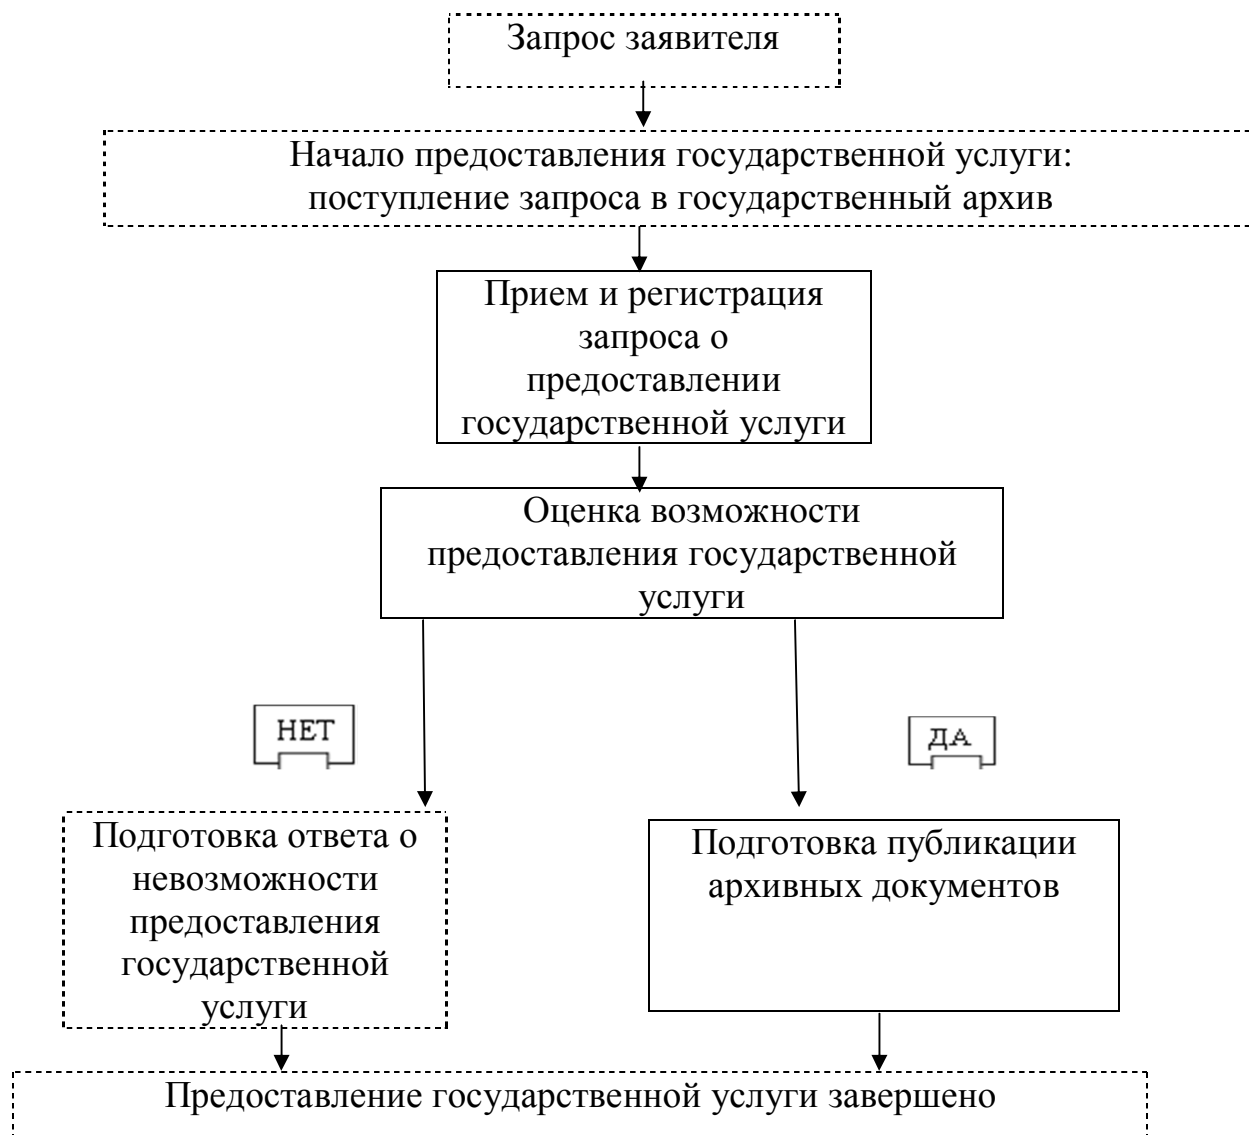 Запрос заявителя
Начало предоставления государственной услуги:
поступление запроса в государственный архив
Прием и регистрация
запроса о
предоставлении
государственной услуги
Оценка возможности
предоставления государственной
услуги
НЕТ
ДА
Подготовка ответа о
невозможности
предоставления
государственной
услуги
Подготовка публикации
архивных документов
Предоставление государственной услуги завершено